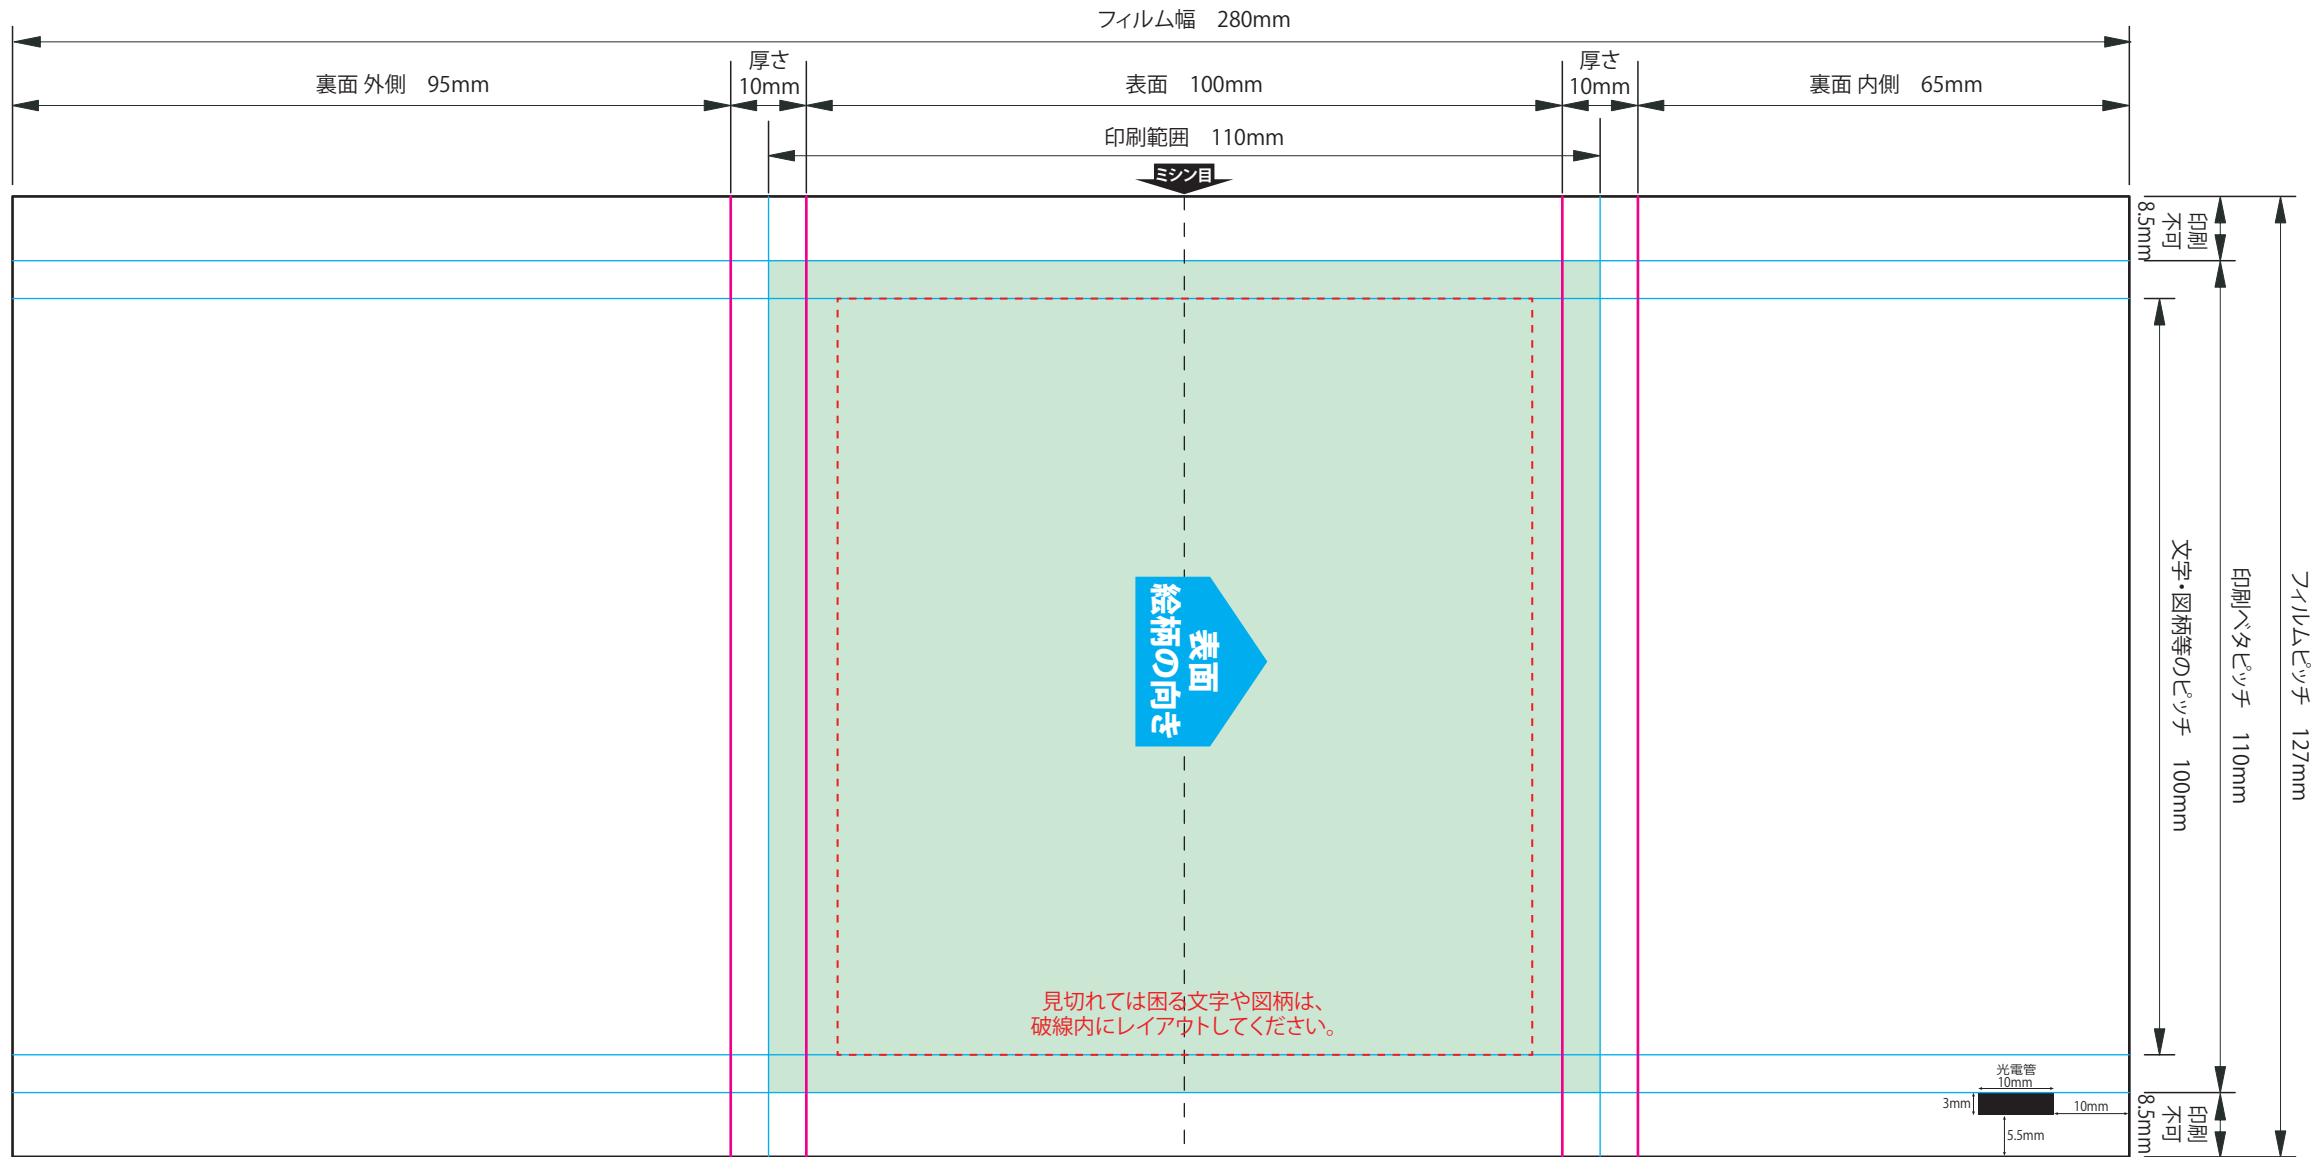 フィルム幅　280mm
裏面 外側　95mm
厚さ
10mm
表面　100mm
厚さ
10mm
裏面 内側　65mm
印刷範囲　110mm
ミシン目
印刷
不可
8.5mm
表面
絵柄の向き
文字・図柄等のピッチ　100mm
印刷ベタピッチ　110mm
フィルムピッチ　127mm
見切れては困る文字や図柄は、
破線内にレイアウトしてください。
光電管
10mm
3mm
10mm
5.5mm
印刷
不可
8.5mm